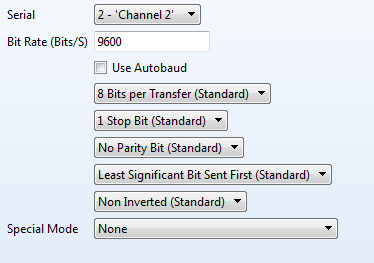 Serial 2 - 'Channel 2'
Bit Rate (Bits/S) 9600
Use Autobaud
8 Bits per Transfer (Standard)
1 Stop Bit (Standard)
No Parity Bit (Standard)
Least Significant Bit Sent First (Standard)
Non Inverted (Standard)
Special Mode None